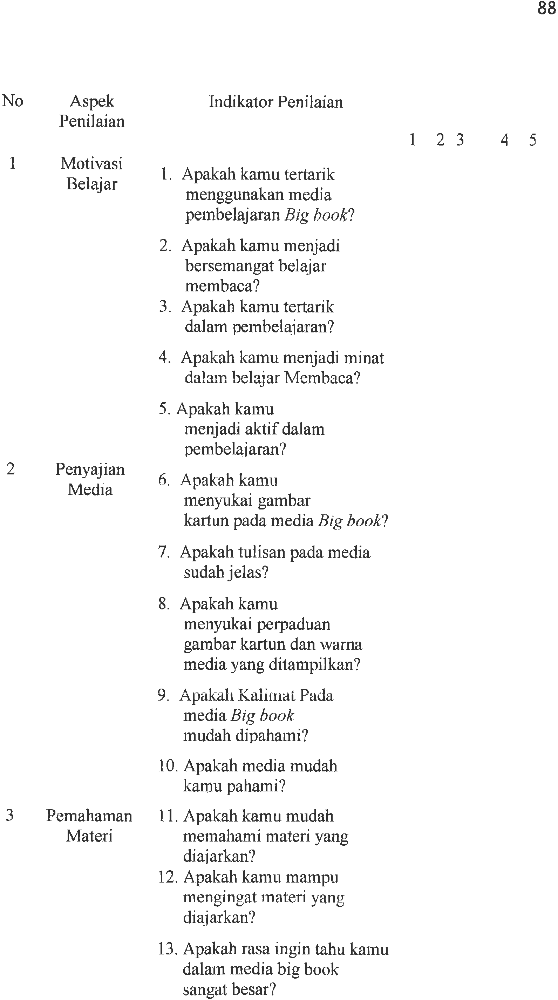 88
No Aspek Indikator Penilaian
Penilaian
1 2 3 4 5
1 Motivasi
Belajar
1. Apakah kamu tertarik
menggunakan media
pembelajaran Big book?
2. Apakah kamu menjadi
bersemangat belajar
membaca?
3. Apakah kamu tertarik
dalam pembelajaran?
4. Apakah kamu menjadi minat
dalam belajar Membaca?
5. Apakah kamu
menjadi aktif dalam
pembelajaran?
2 Penyajian
Media
6. Apakah kamu
menyukai gambar
kartun pada media Big book?
7. Apakah tulisan pada media
sudah jelas?
8. Apakah kamu
menyukai perpaduan
gambar kartun dan warna
media yang ditampilkan?
9. Apakah Kalimat Pada
media Big book
mudah dipahami?
10. Apakah media mudah
kamu pahami?
3 Pemahaman 11. Apakah kamu mudah
Materi memahami materi yang
diajarkan?
12. Apakah kamu mampu
mengingat materi yang
diajarkan?
13. Apakah rasa ingin tahu kamu
dalam media big book
sangat besar?